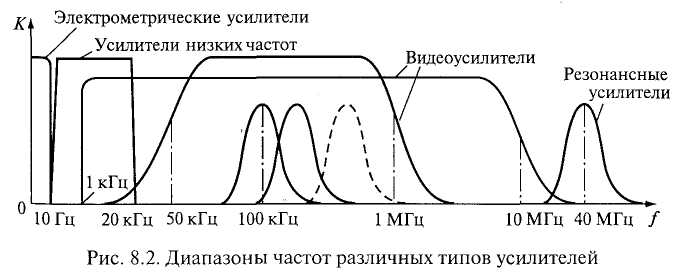 K
Электрометрические усилители
Усилители низких частот
Видеоусилители
Резонансные
усилители
1 кГц
0
10 Гц
20 кГц
50 кГц
100 кГц
1 МГц
10 МГц
40 МГц
f
Рис. 8.2. Диапазоны частот различных типов усилителей